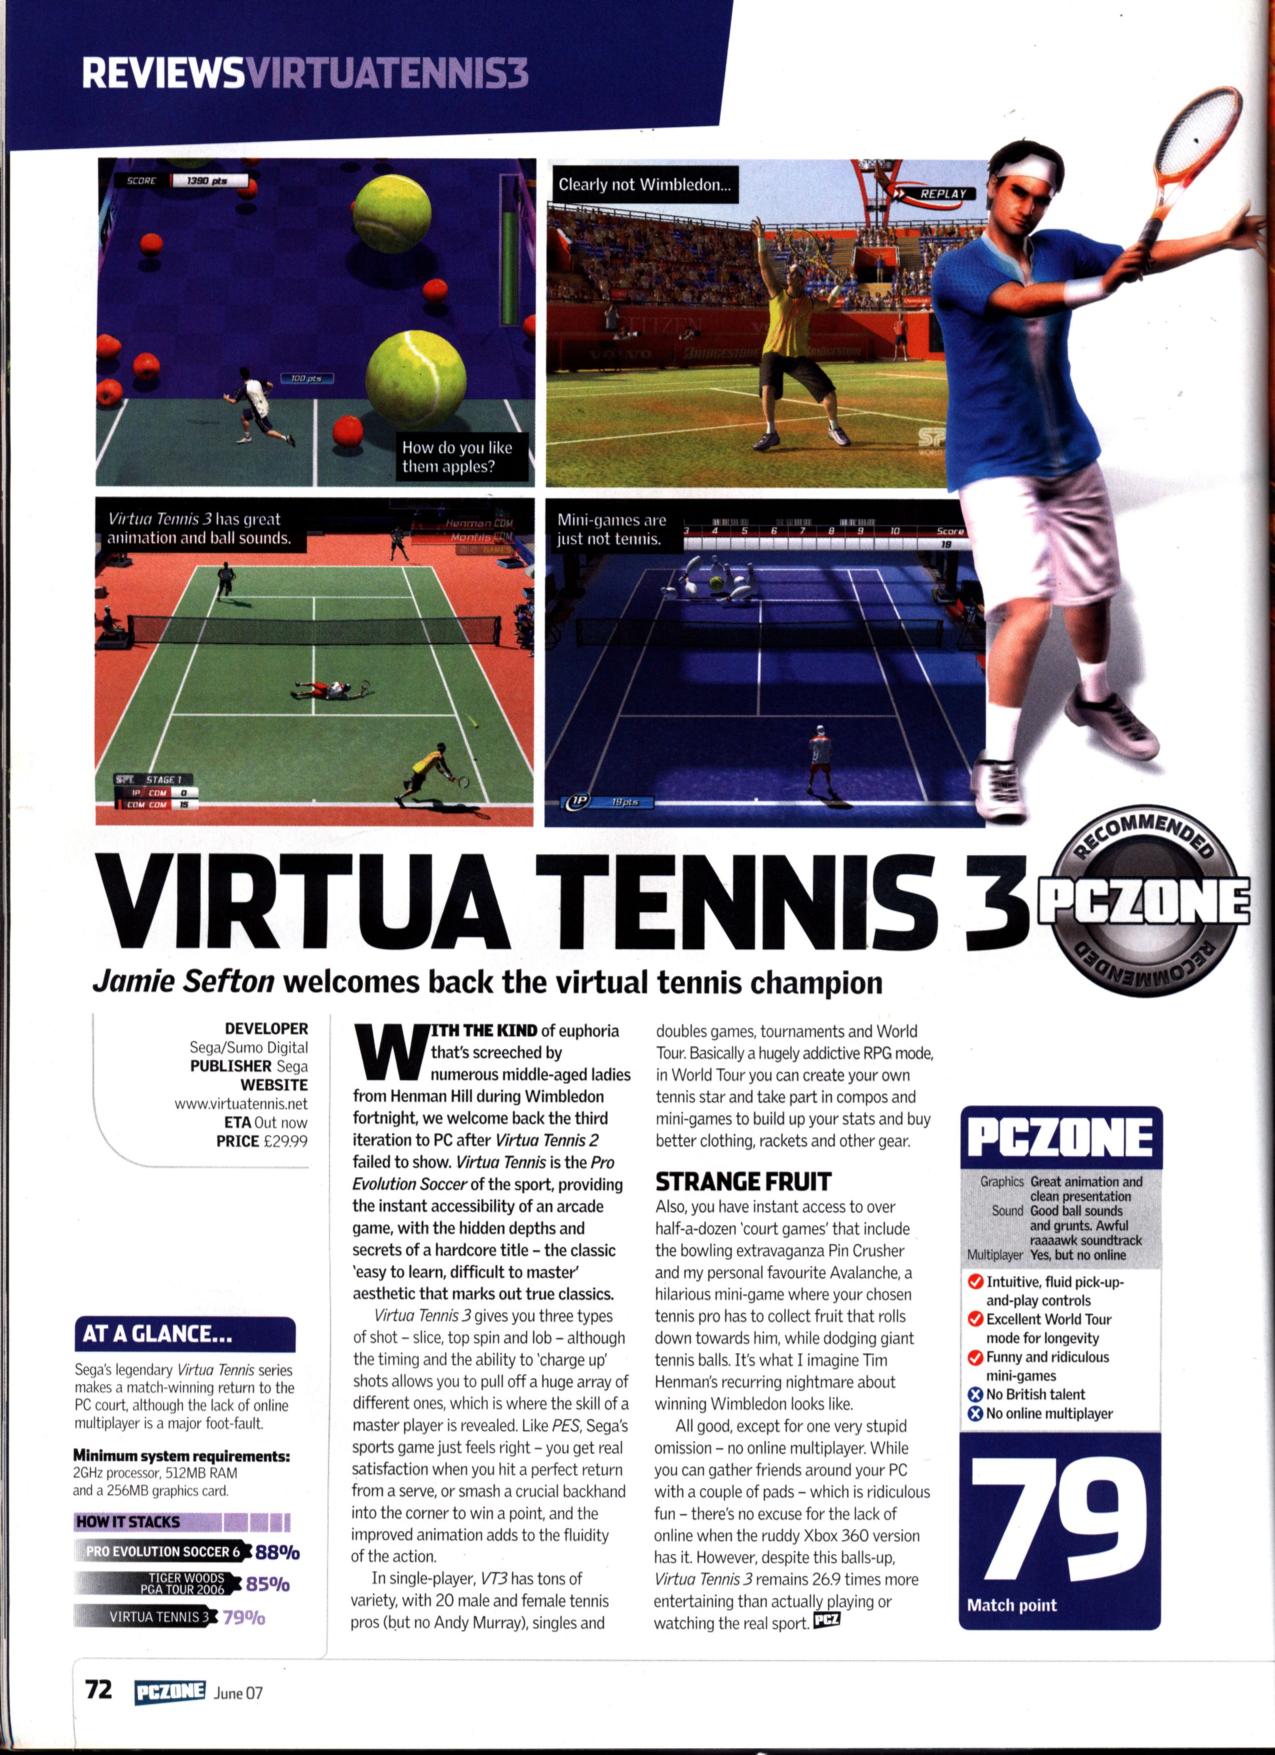 REVIEWSVIRTUATENNIS3
SCORE 1390 pts
100 pts
How do you like
them apples?
Clearly not Wimbledon...
REPLAY
CITIZEN
VOLVO BRIDGESTONE BRIDGESTONE
Virtua Tennis 3 has great
animation and ball sounds.
Henman COM
Monfils COM
GAMES
SPT STAGE 1
1P COM 0
COM COM 15
Mini-games are
just not tennis.
3 4 5 6 7 8 9 10 Score
19
1P 19pts
VIRTUA TENNIS 3
RECOMMENDED
PCZONE
RECOMMENDED
Jamie Sefton welcomes back the virtual tennis champion
DEVELOPER
Sega/Sumo Digital
PUBLISHER Sega
WEBSITE
www.virtuatennis.net
ETA Out now
PRICE £29.99
AT A GLANCE...
Sega's legendary Virtua Tennis series
makes a match-winning return to the
PC court, although the lack of online
multiplayer is a major foot-fault.
Minimum system requirements:
2GHz processor, 512MB RAM
and a 256MB graphics card.
HOW IT STACKS
PRO EVOLUTION SOCCER 6 88%
TIGER WOODS
PGA TOUR 2006 85%
VIRTUA TENNIS 3 79%
WITH THE KIND of euphoria
that's screeched by
numerous middle-aged ladies
from Henman Hill during Wimbledon
fortnight, we welcome back the third
iteration to PC after Virtua Tennis 2
failed to show. Virtua Tennis is the Pro
Evolution Soccer of the sport, providing
the instant accessibility of an arcade
game, with the hidden depths and
secrets of a hardcore title – the classic
'easy to learn, difficult to master'
aesthetic that marks out true classics.
Virtua Tennis 3 gives you three types
of shot – slice, top spin and lob – although
the timing and the ability to 'charge up'
shots allows you to pull off a huge array of
different ones, which is where the skill of a
master player is revealed. Like PES, Sega's
sports game just feels right – you get real
satisfaction when you hit a perfect return
from a serve, or smash a crucial backhand
into the corner to win a point, and the
improved animation adds to the fluidity
of the action.
In single-player, VT3 has tons of
variety, with 20 male and female tennis
pros (but no Andy Murray), singles and
doubles games, tournaments and World
Tour. Basically a hugely addictive RPG mode,
in World Tour you can create your own
tennis star and take part in compos and
mini-games to build up your stats and buy
better clothing, rackets and other gear.
STRANGE FRUIT
Also, you have instant access to over
half-a-dozen 'court games' that include
the bowling extravaganza Pin Crusher
and my personal favourite Avalanche, a
hilarious mini-game where your chosen
tennis pro has to collect fruit that rolls
down towards him, while dodging giant
tennis balls. It's what I imagine Tim
Henman's recurring nightmare about
winning Wimbledon looks like.
All good, except for one very stupid
omission – no online multiplayer. While
you can gather friends around your PC
with a couple of pads – which is ridiculous
fun – there's no excuse for the lack of
online when the ruddy Xbox 360 version
has it. However, despite this balls-up,
Virtua Tennis 3 remains 26.9 times more
entertaining than actually playing or
watching the real sport. PCZ
PCZONE
Graphics Great animation and
clean presentation
Sound Good ball sounds
and grunts. Awful
raaaawk soundtrack
Multiplayer Yes, but no online
Intuitive, fluid pick-up-
and-play controls
Excellent World Tour
mode for longevity
Funny and ridiculous
mini-games
No British talent
No online multiplayer
79
Match point
72 PCZONE June 07